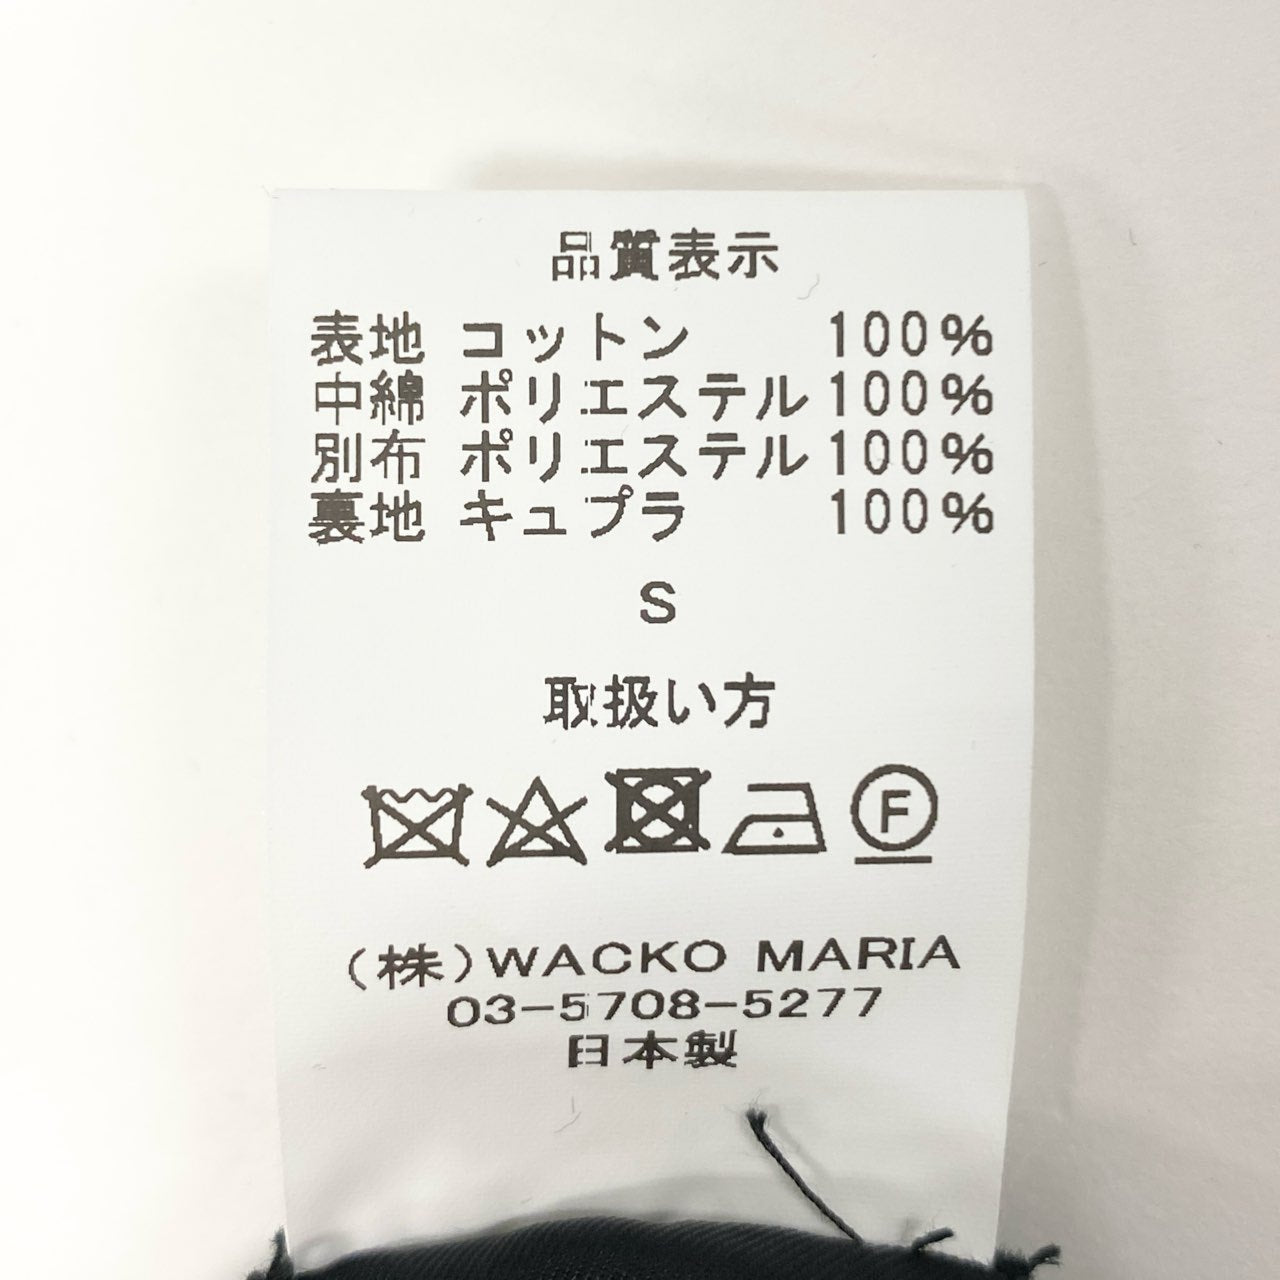 品質表示
表地 コットン 100%
中綿 ポリエステル 100%
別布 ポリエステル 100%
裏地 キュプラ 100%
S
取扱い方
F
(株)WACKO MARIA
03-5708-5277
日本製